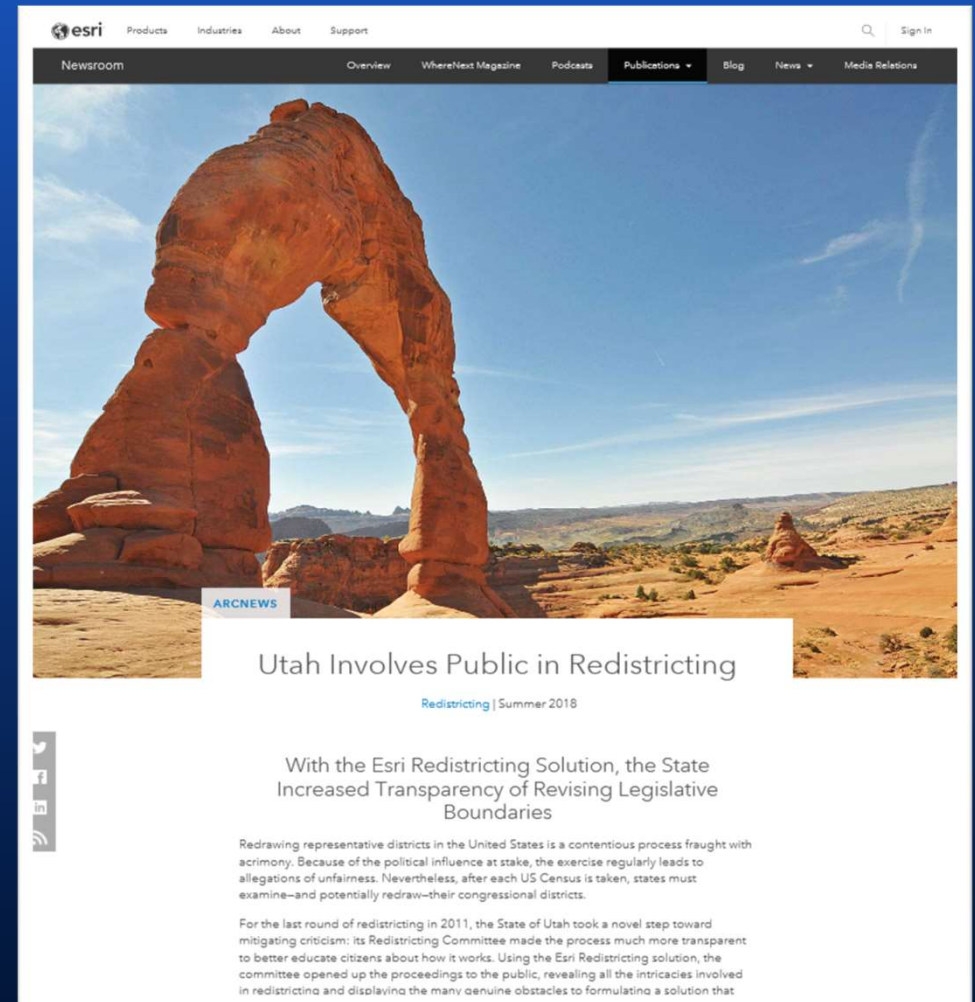 esri
Products
Industries
About
Support
Sign In
Newsroom
Overview
WhereNext Magazine
Podcasts
Publications
Blog
News
Media Relations
ARCNEWS
Utah Involves Public in Redistricting
Redistricting | Summer 2018
With the Esri Redistricting Solution, the State
Increased Transparency of Revising Legislative
Boundaries
Redrawing representative districts in the United States is a contentious process fraught with
acrimony. Because of the political influence at stake, the exercise regularly leads to
allegations of unfairness. Nevertheless, after each US Census is taken, states must
examine—and potentially redraw—their congressional districts.
For the last round of redistricting in 2011, the State of Utah took a novel step toward
mitigating criticism: its Redistricting Committee made the process much more transparent
to better educate citizens about how it works. Using the Esri Redistricting solution, the
committee opened up the proceedings to the public, revealing all the intricacies involved
in redistricting and displaying the many genuine obstacles to formulating a solution that